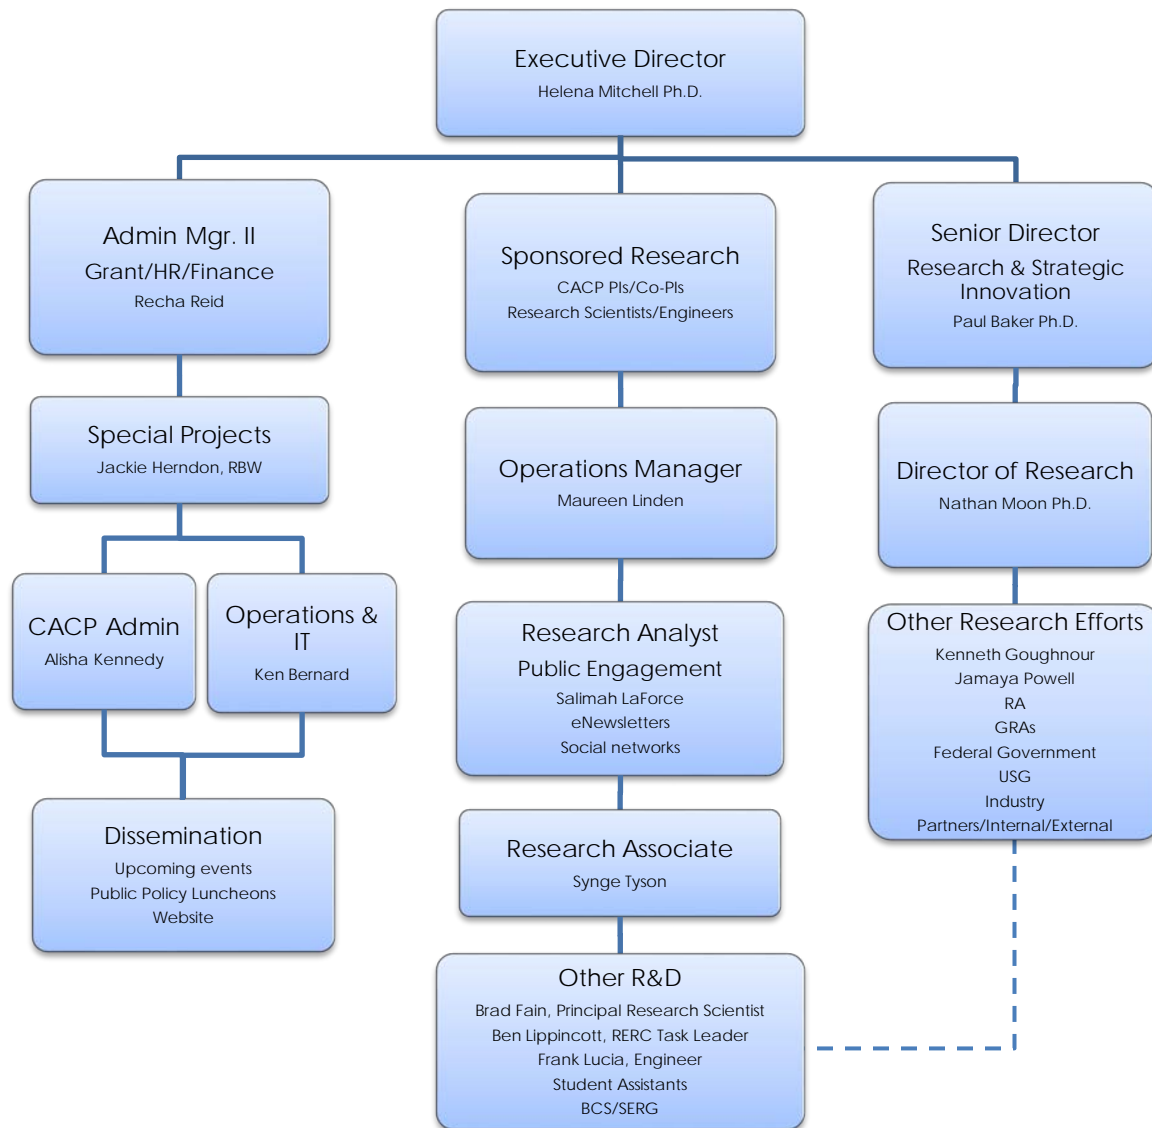 Executive Director
Helena Mitchell Ph.D.
Admin Mgr. II
Grant/HR/Finance
Recha Reid
Sponsored Research
CACP PIs/Co-PIs
Research Scientists/Engineers
Senior Director
Research & Strategic
Innovation
Paul Baker Ph.D.
Special Projects
Jackie Herndon, RBW
Operations Manager
Maureen Linden
Director of Research
Nathan Moon Ph.D.
CACP Admin
Alisha Kennedy
Operations &
IT
Ken Bernard
Research Analyst
Public Engagement
Salimah LaForce
eNewsletters
Social networks
Other Research Efforts
Kenneth Goughnour
Jamaya Powell
RA
GRAs
Federal Government
USG
Industry
Partners/Internal/External
Dissemination
Upcoming events
Public Policy Luncheons
Website
Research Associate
Synge Tyson
Other R&D
Brad Fain, Principal Research Scientist
Ben Lippincott, RERC Task Leader
Frank Lucia, Engineer
Student Assistants
BCS/SERG